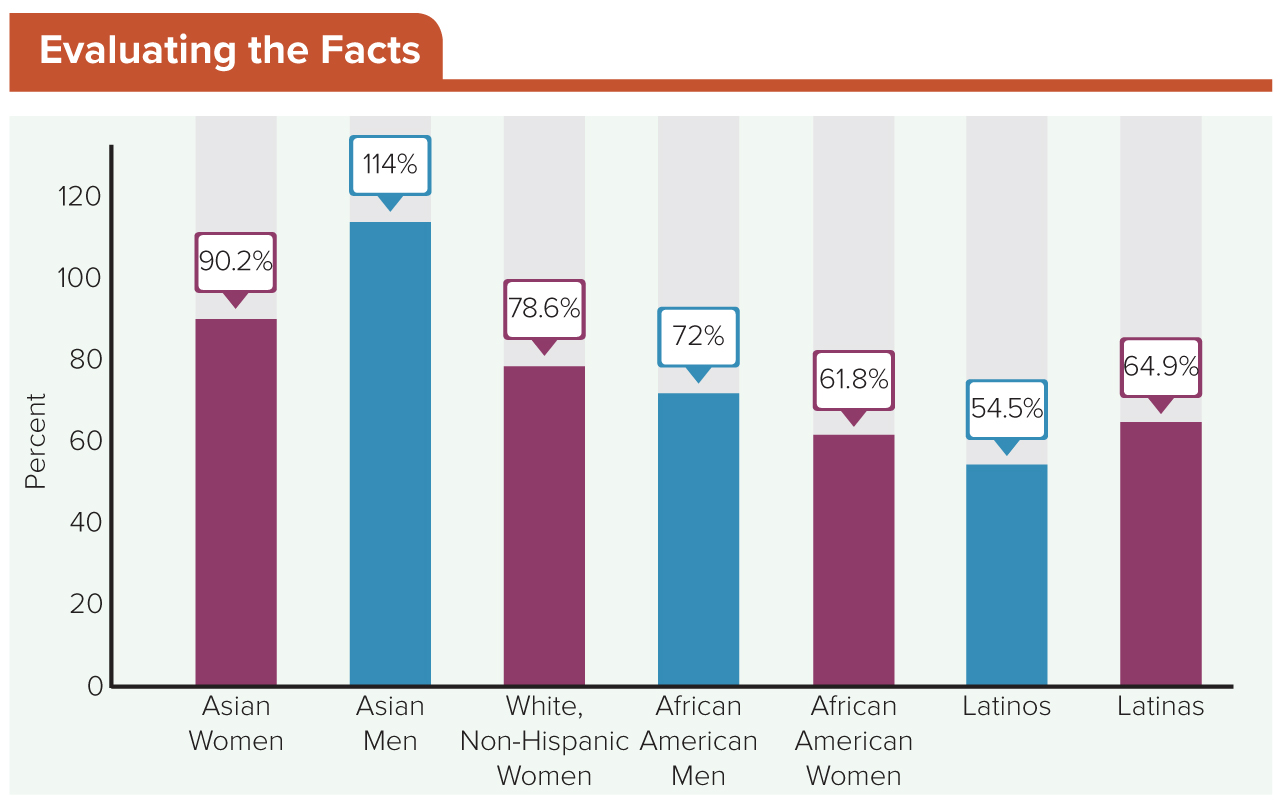 Evaluating the Facts
Percent
120
100
80
60
40
20
0
90.2%
114%
78.6%
72%
61.8%
54.5%
64.9%
Asian
Women
Asian
Men
White,
Non-Hispanic
Women
African
American
Men
African
American
Women
Latinos
Latinas